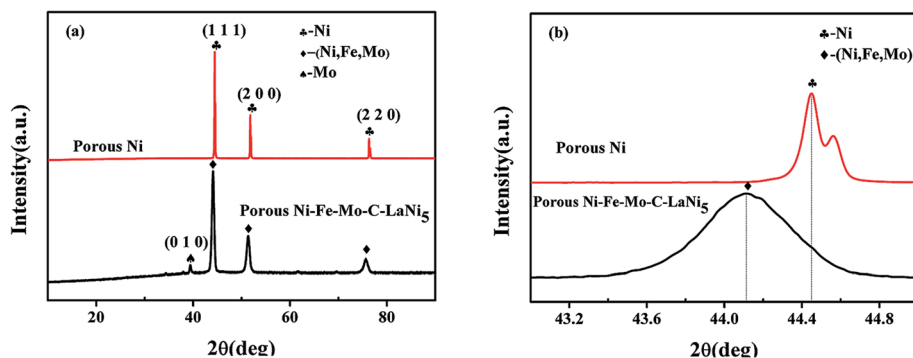 (a)
(1 1 1)
♣-Ni
♦-(Ni,Fe,Mo)
♠-Mo
(2 0 0)
(2 2 0)
Porous Ni
Porous Ni-Fe-Mo-C-LaNi5
(0 1 0)
Intensity(a.u.)
20 40 60 80
2θ(deg)
(b)
♣-Ni
♦-(Ni,Fe,Mo)
Porous Ni
Porous Ni-Fe-Mo-C-LaNi5
Intensity(a.u.)
43.2 43.6 44.0 44.4 44.8
2θ(deg)